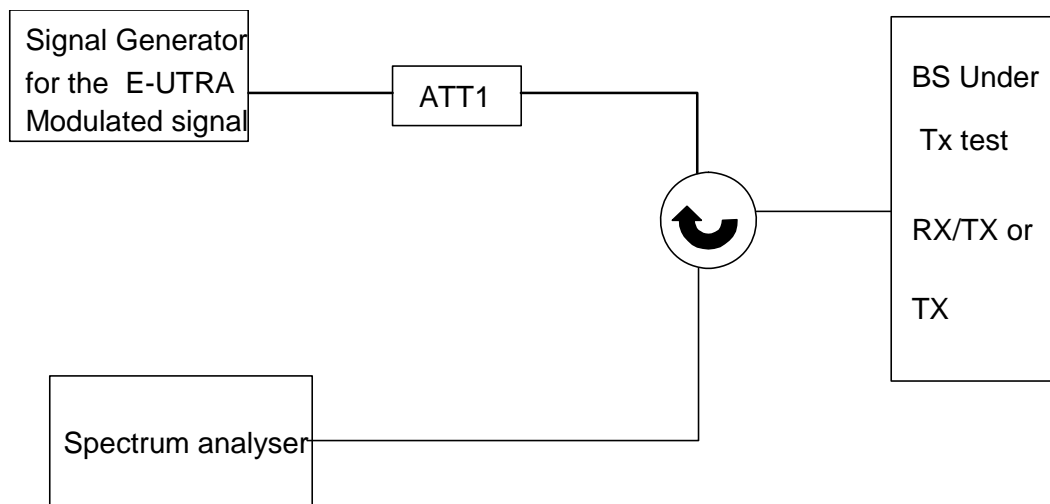 Signal Generator
for the E-UTRA
Modulated signal
ATT1
BS Under
Tx test
RX/TX or
TX
Spectrum analyser